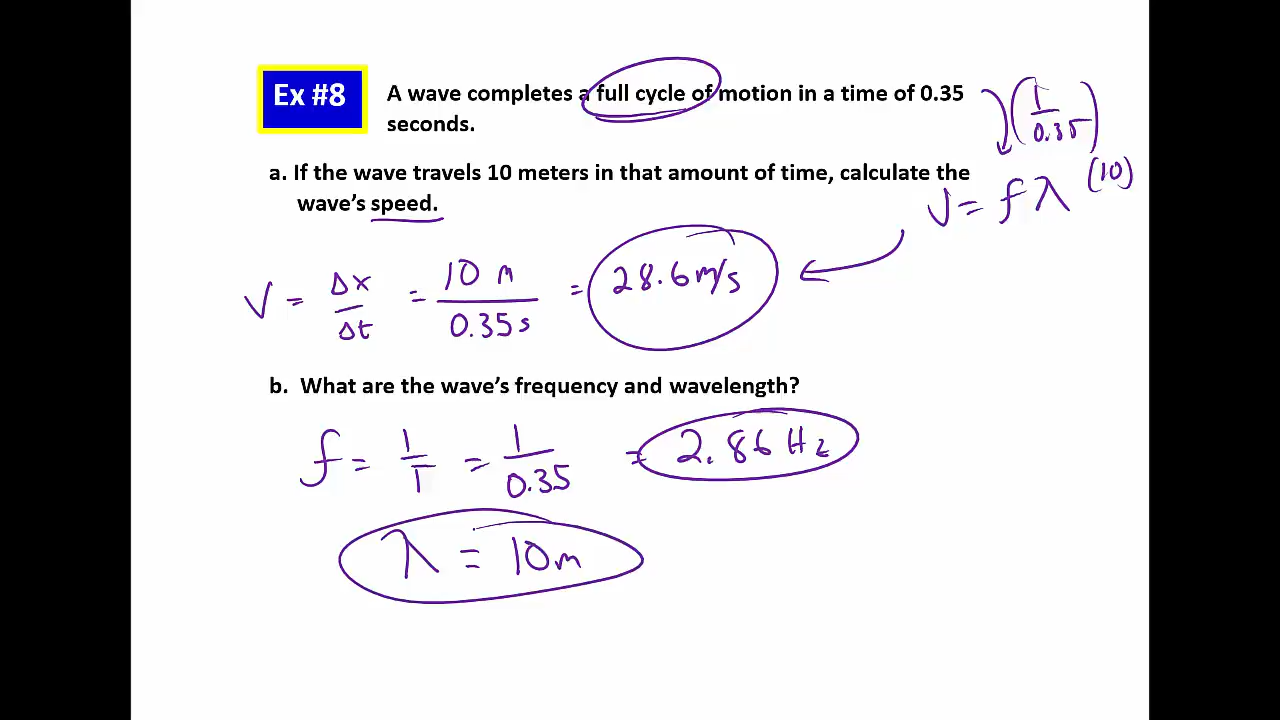 Ex #8
A wave completes a full cycle of motion in a time of 0.35
seconds.
(1/0.35)
a. If the wave travels 10 meters in that amount of time, calculate the
wave's speed.
V = fλ (10)
V = Δx/Δt = 10 m/0.35s = 28.6 m/s
b. What are the wave's frequency and wavelength?
f = 1/T = 1/0.35 = 2.86 Hz
λ = 10m